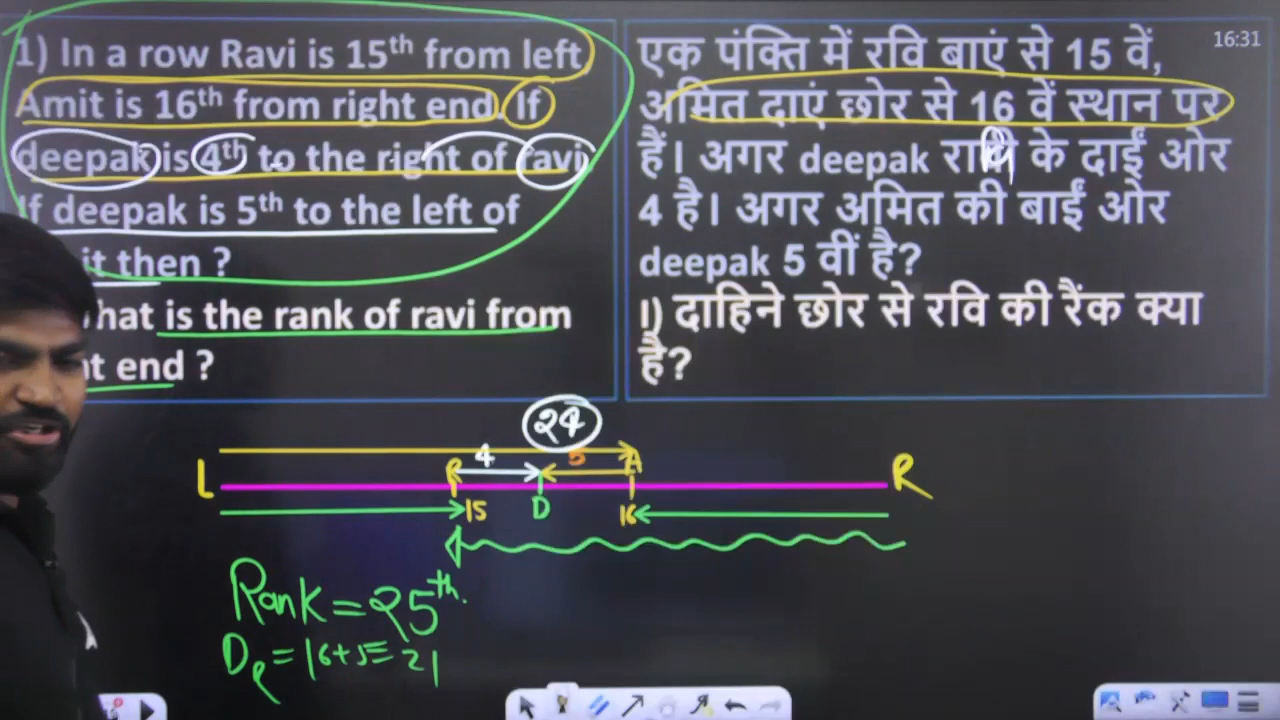 1) In a row Ravi is 15th from left
Amit is 16th from right end. If
deepak is 4th to the right of ravi
If deepak is 5th to the left of
it then ?
hat is the rank of ravi from
t end ?
एक पंक्ति में रवि बाएं से 15 वें,
अमित दाएं छोर से 16 वें स्थान पर
हैं। अगर deepak के दाईं ओर
4 है। अगर अमित की बाईं ओर
deepak 5 वीं है?
I) दाहिने छोर से रवि की रैंक क्या
है?
16:31
24
4 5
L R A R
15 D 16
Rank = 25th.
DR = 16+5= 21